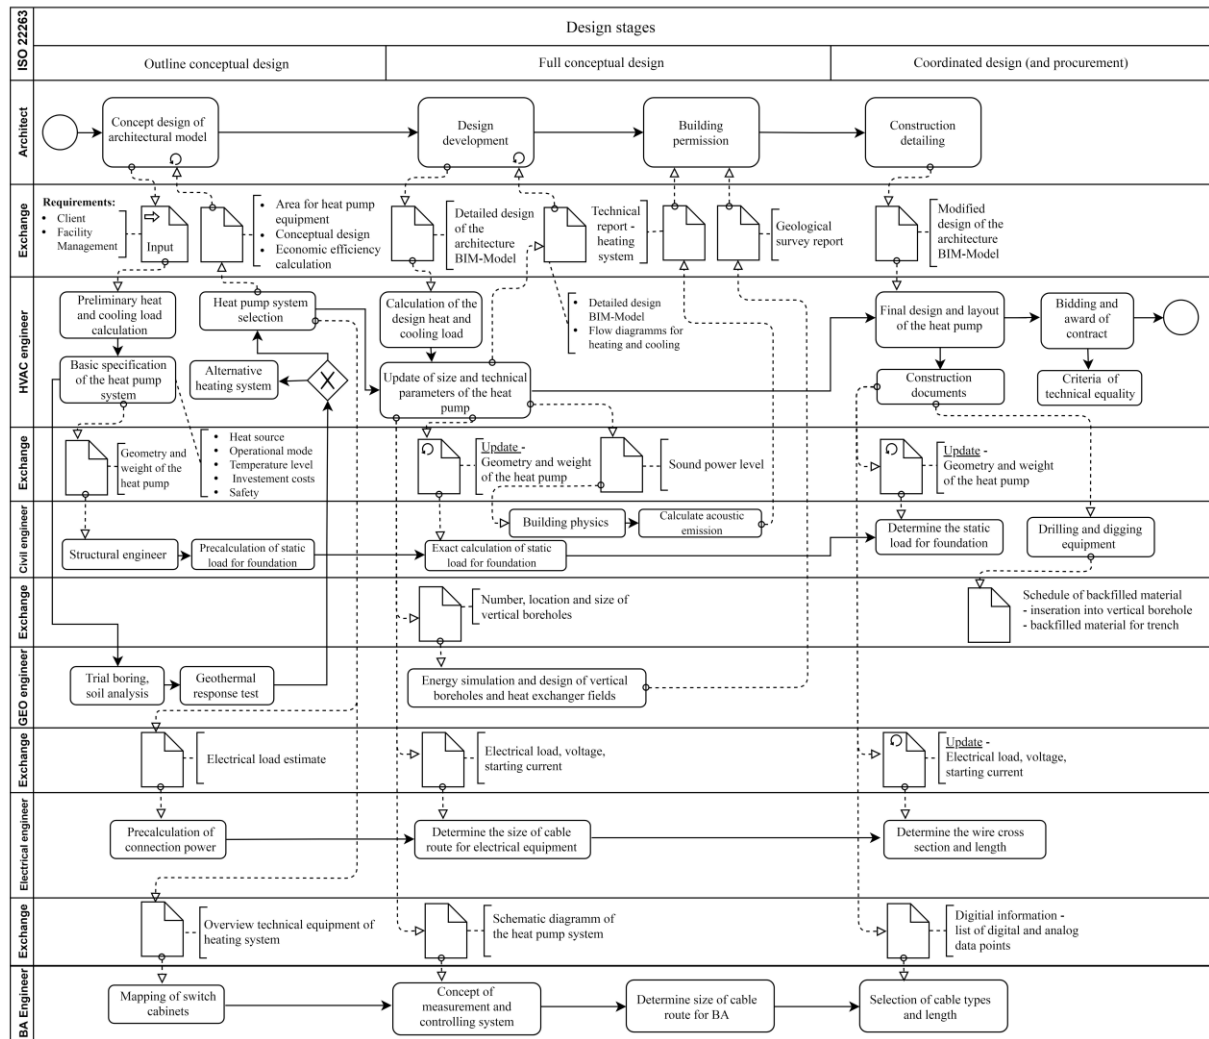 ISO 22263
Design stages
Outline conceptual design
Full conceptual design
Coordinated design (and procurement)
Architect
Concept design of
architectural model
Design
development
Building
permission
Construction
detailing
Exchange
Requirements:
• Client
• Facility
Management
Input
• Area for heat pump
equipment
• Conceptual design
• Economic efficiency
calculation
Detailed design
of the
architecture
BIM-Model
Technical
report -
heating
system
Geological
survey report
Modified
design of the
architecture
BIM-Model
HVAC engineer
Preliminary heat
and cooling load
calculation
Heat pump system
selection
Calculation of the
design heat and
cooling load
• Detailed design
BIM-Model
• Flow diagramms for
heating and cooling
Final design and layout
of the heat pump
Bidding and
award of
contract
Basic specification
of the heat pump
system
Alternative
heating system
Update of size and technical
parameters of the heat
pump
Construction
documents
Criteria of
technical equality
Exchange
Geometry and
weight of the
heat pump
• Heat source
• Operational mode
• Temperature level
• Investement costs
• Safety
Update -
Geometry and weight
of the heat pump
Sound power level
Update -
Geometry and weight
of the heat pump
Civil engineer
Structural engineer
Precalculation of static
load for foundation
Exact calculation of static
load for foundation
Building physics
Calculate acoustic
emission
Determine the static
load for foundation
Drilling and digging
equipment
Exchange
Number, location and size of
vertical boreholes
Schedule of backfilled material
- inseration into vertical borehole
- backfilled material for trench
GEO engineer
Trial boring,
soil analysis
Geothermal
response test
Energy simulation and design of vertical
boreholes and heat exchanger fields
Exchange
Electrical load estimate
Electrical load, voltage,
starting current
Update -
Electrical load, voltage,
starting current
Electrical engineer
Precalculation of
connection power
Determine the size of cable
route for electrical equipment
Determine the wire cross
section and length
Exchange
Overview technical equipment of
heating system
Schematic diagramm of
the heat pump system
Digitial information -
list of digital and analog
data points
BA Engineer
Mapping of switch
cabinets
Concept of
measurement and
controlling system
Determine size of cable
route for BA
Selection of cable types
and length